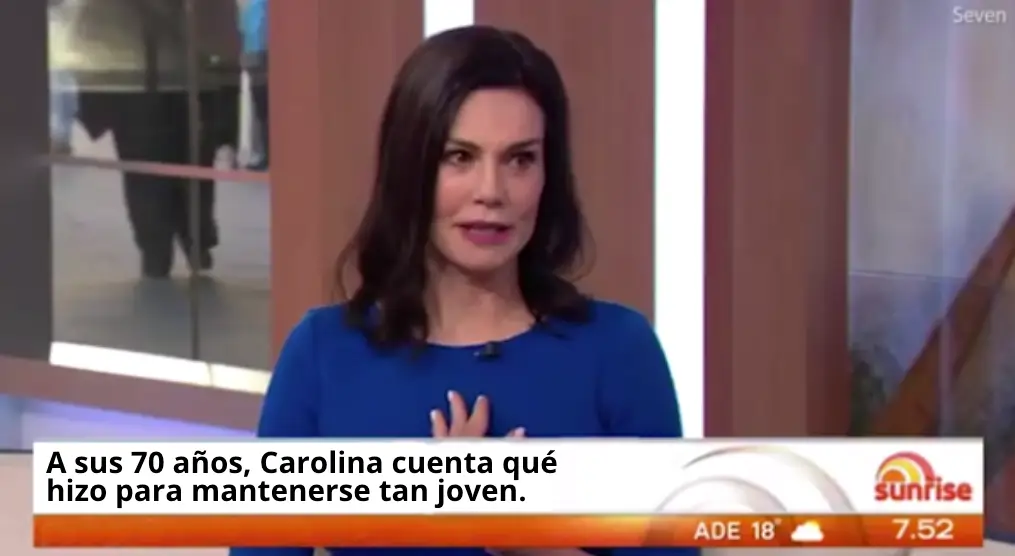 Seven
A sus 70 años, Carolina cuenta qué
hizo para mantenerse tan joven.
sunrise
ADE 18° 7.52